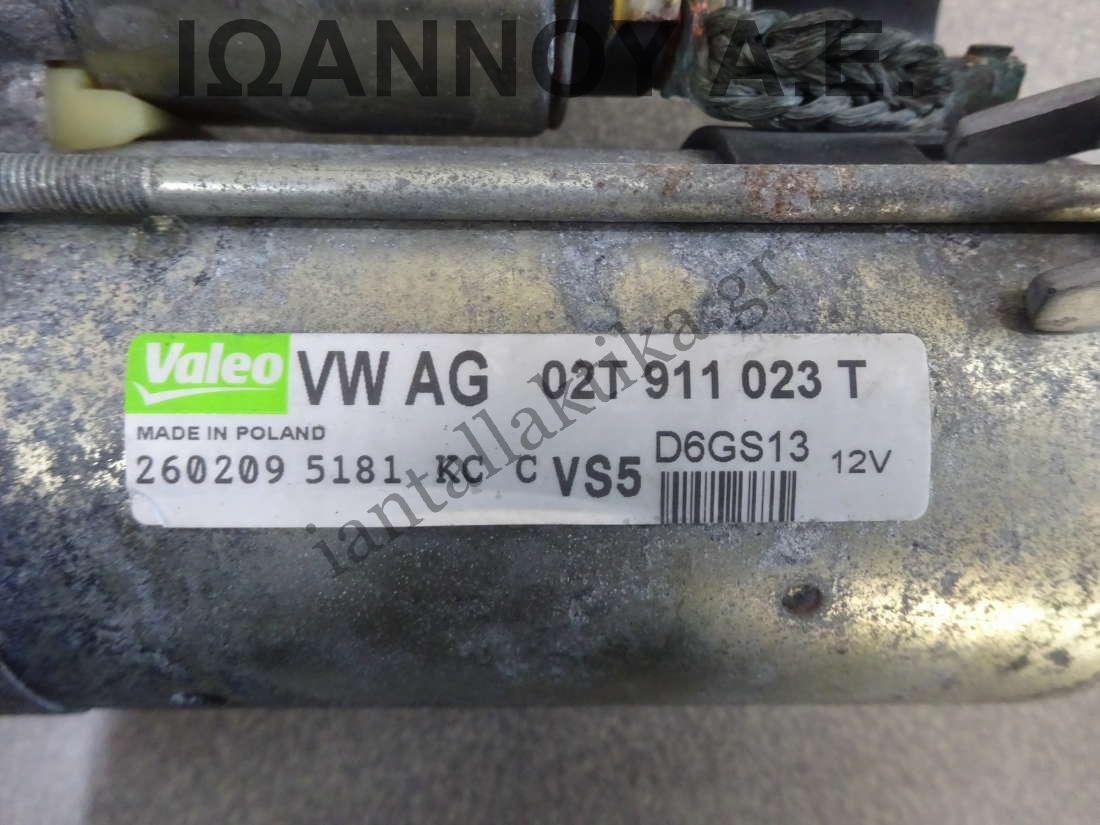 ΙΩΑΝΝΟΥ Α.Ε.
Valeo VW AG 02T 911 023 T
MADE IN POLAND
260209 5181 KC C VS5 D6GS13 12V
iantallaktika.gr